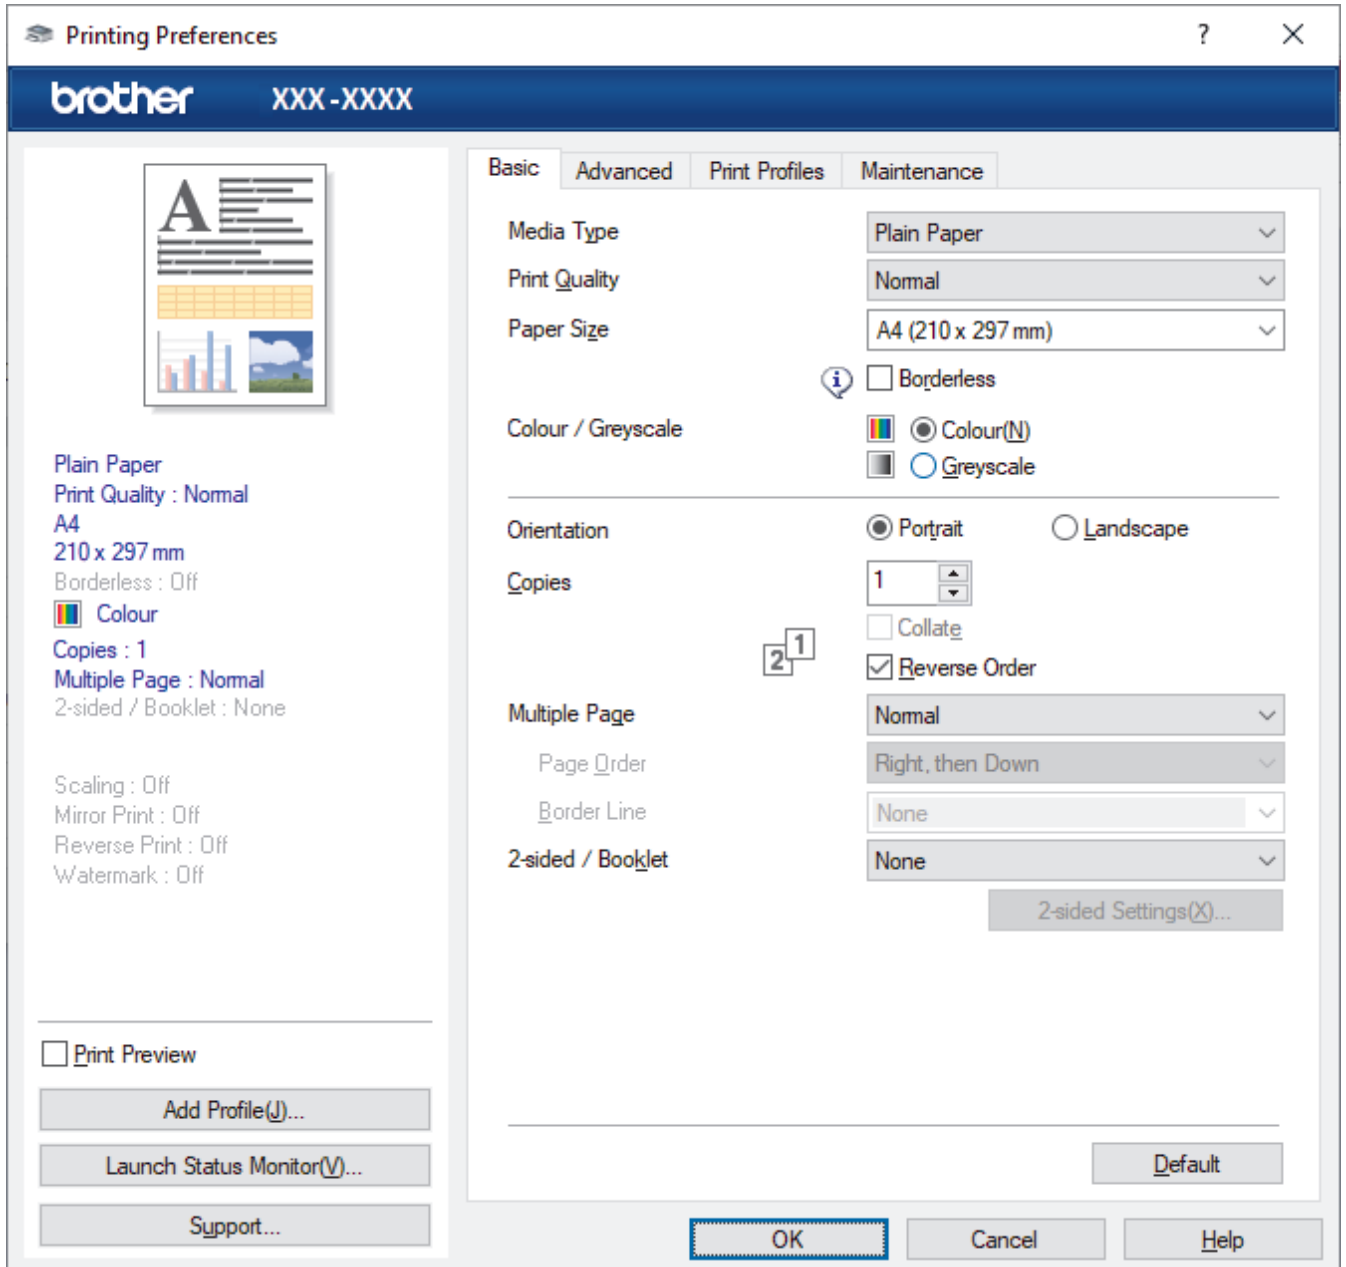 Printing Preferences ?
brother XXX-XXXX
A
Plain Paper
Print Quality : Normal
A4
210 x 297 mm
Borderless : Off
Colour
Copies : 1
Multiple Page : Normal
2-sided / Booklet : None
Scaling : Off
Mirror Print : Off
Reverse Print : Off
Watermark : Off
Print Preview
Add Profile(J)...
Launch Status Monitor(V)...
Support...
Basic Advanced Print Profiles Maintenance
Media Type Plain Paper
Print Quality Normal
Paper Size A4 (210 x 297 mm)
i Borderless
Colour / Greyscale Colour(N)
Greyscale
Orientation Portrait Landscape
Copies 1
Collate
2 1 Reverse Order
Multiple Page Normal
Page Order Right, then Down
Border Line None
2-sided / Booklet None
2-sided Settings(X)...
Default
OK Cancel Help